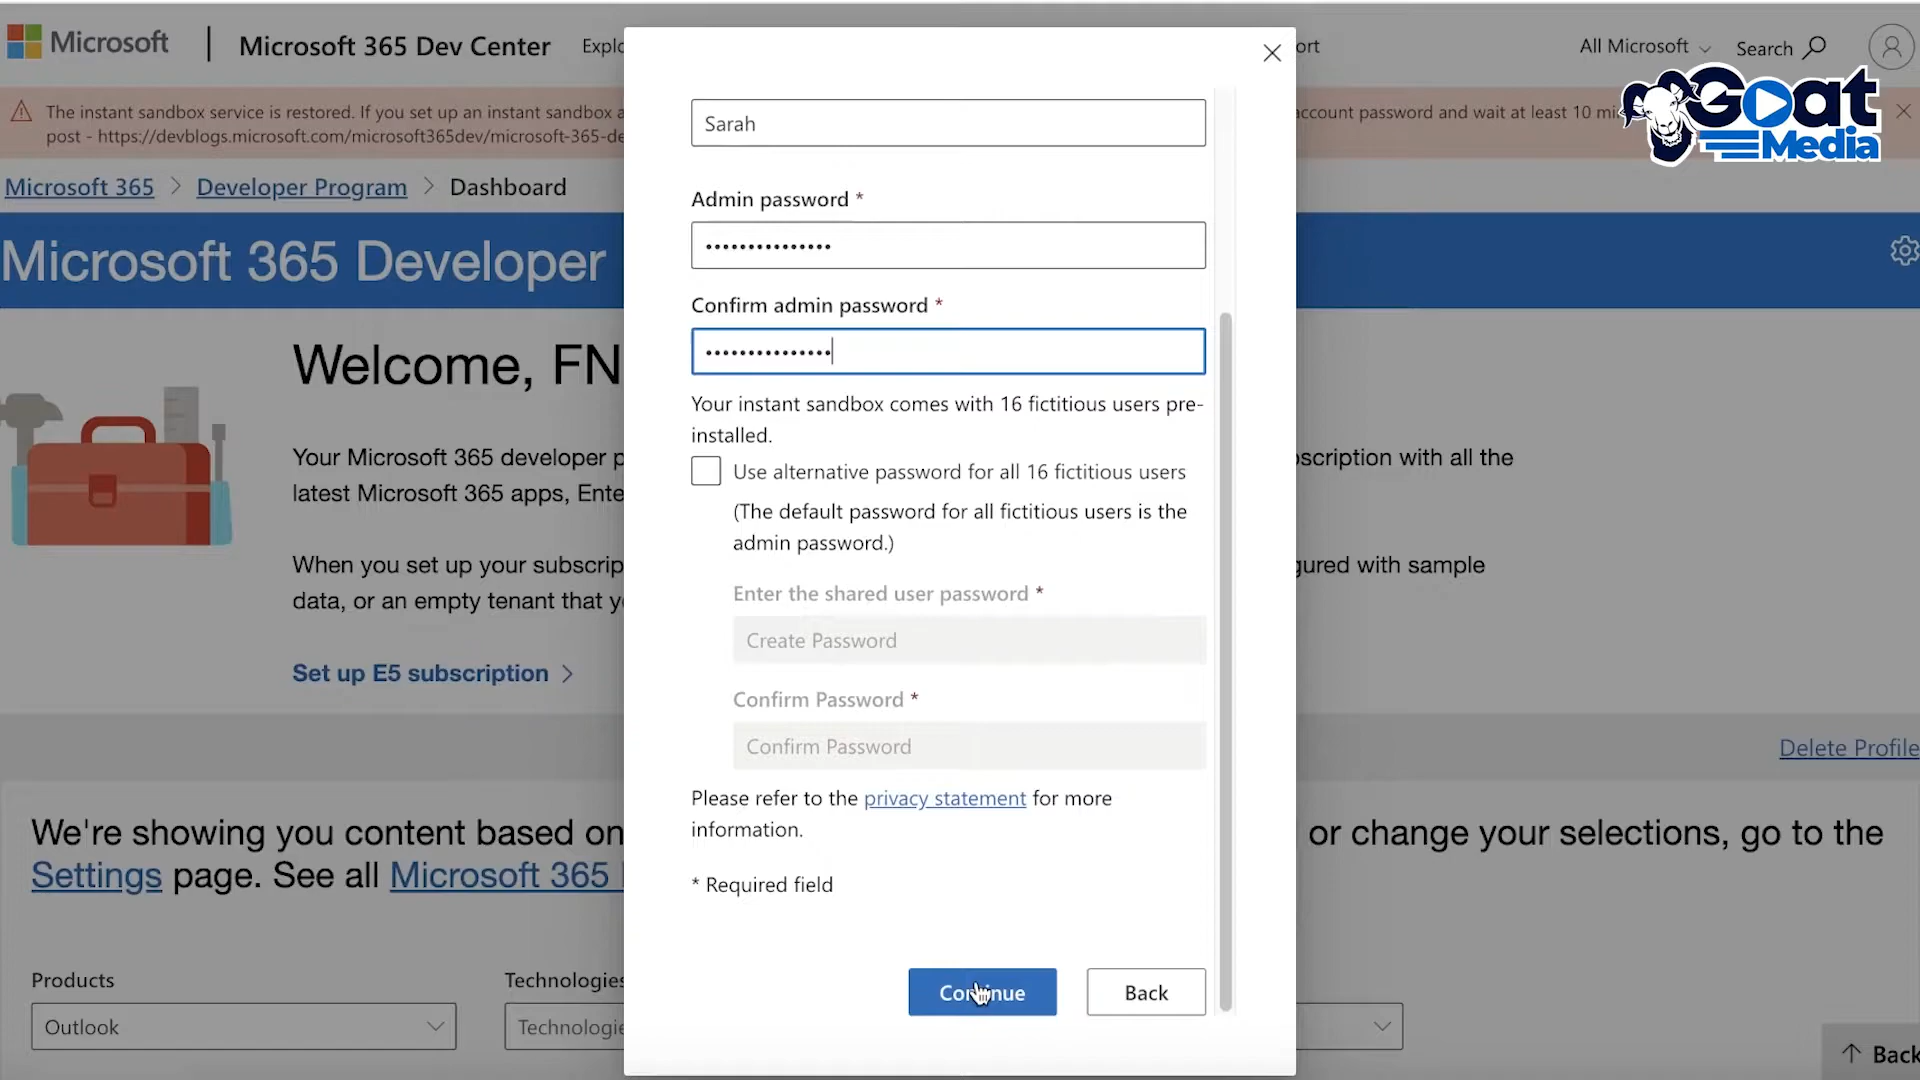 Microsoft | Microsoft 365 Dev Center Explo
ort
All Microsoft Search
Goat
Media
The instant sandbox service is restored. If you set up an instant sandbox a
post - https://devblogs.microsoft.com/microsoft365dev/microsoft-365-de
account password and wait at least 10 mi
Microsoft 365 > Developer Program > Dashboard
Microsoft 365 Developer
Welcome, FN
Your Microsoft 365 developer p
latest Microsoft 365 apps, Ente
scription with all the
When you set up your subscrip
data, or an empty tenant that y
gured with sample
Set up E5 subscription >
Delete Profile
We're showing you content based on
Settings page. See all Microsoft 365
or change your selections, go to the
Products
Outlook
Technologies
Technologie
Back
Sarah
Admin password *
•••••••••••••••
Confirm admin password *
•••••••••••••••
Your instant sandbox comes with 16 fictitious users pre-
installed.
Use alternative password for all 16 fictitious users
(The default password for all fictitious users is the
admin password.)
Enter the shared user password *
Create Password
Confirm Password *
Confirm Password
Please refer to the privacy statement for more
information.
* Required field
Continue
Back